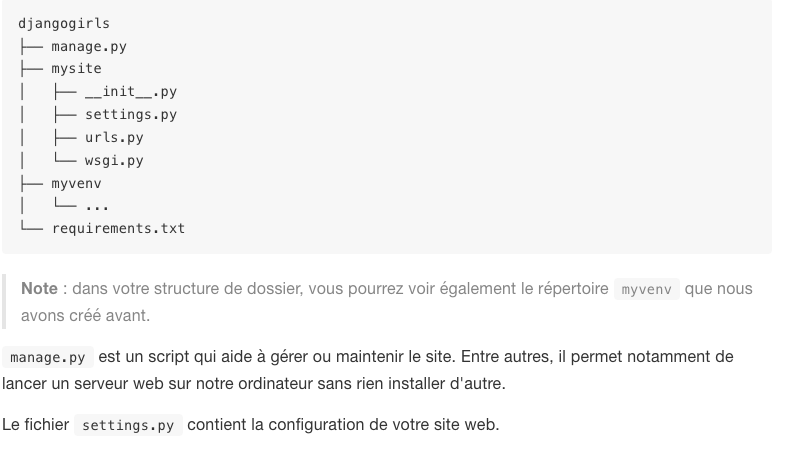 djangogirls
├── manage.py
├── mysite
│   ├── __init__.py
│   ├── settings.py
│   ├── urls.py
│   └── wsgi.py
├── myvenv
│   └── ...
└── requirements.txt
Note : dans votre structure de dossier, vous pourrez voir également le répertoire myvenv que nous
avons créé avant.
manage.py est un script qui aide à gérer ou maintenir le site. Entre autres, il permet notamment de
lancer un serveur web sur notre ordinateur sans rien installer d'autre.
Le fichier settings.py contient la configuration de votre site web.